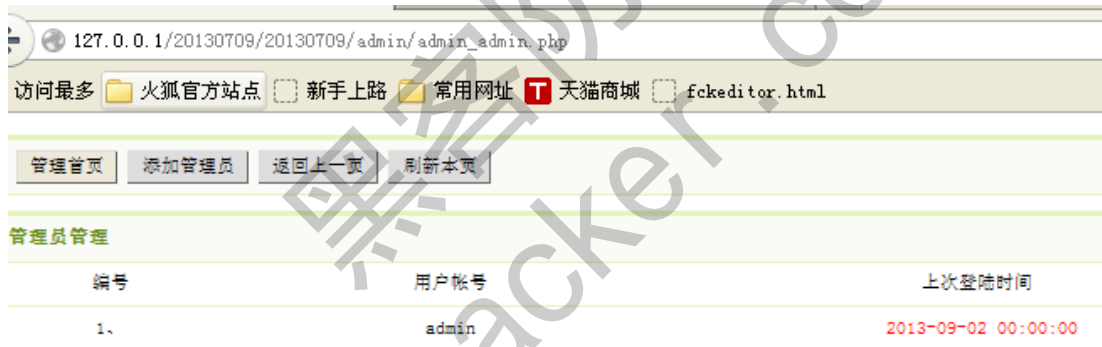 127.0.0.1/20130709/20130709/admin/admin_admin.php
访问最多 火狐官方站点 新手上路 常用网址 T 天猫商城 fckeditor.html
管理首页 添加管理员 返回上一页 刷新本页
管理员管理
编号 用户帐号 上次登陆时间
1、 admin 2013-09-02 00:00:00